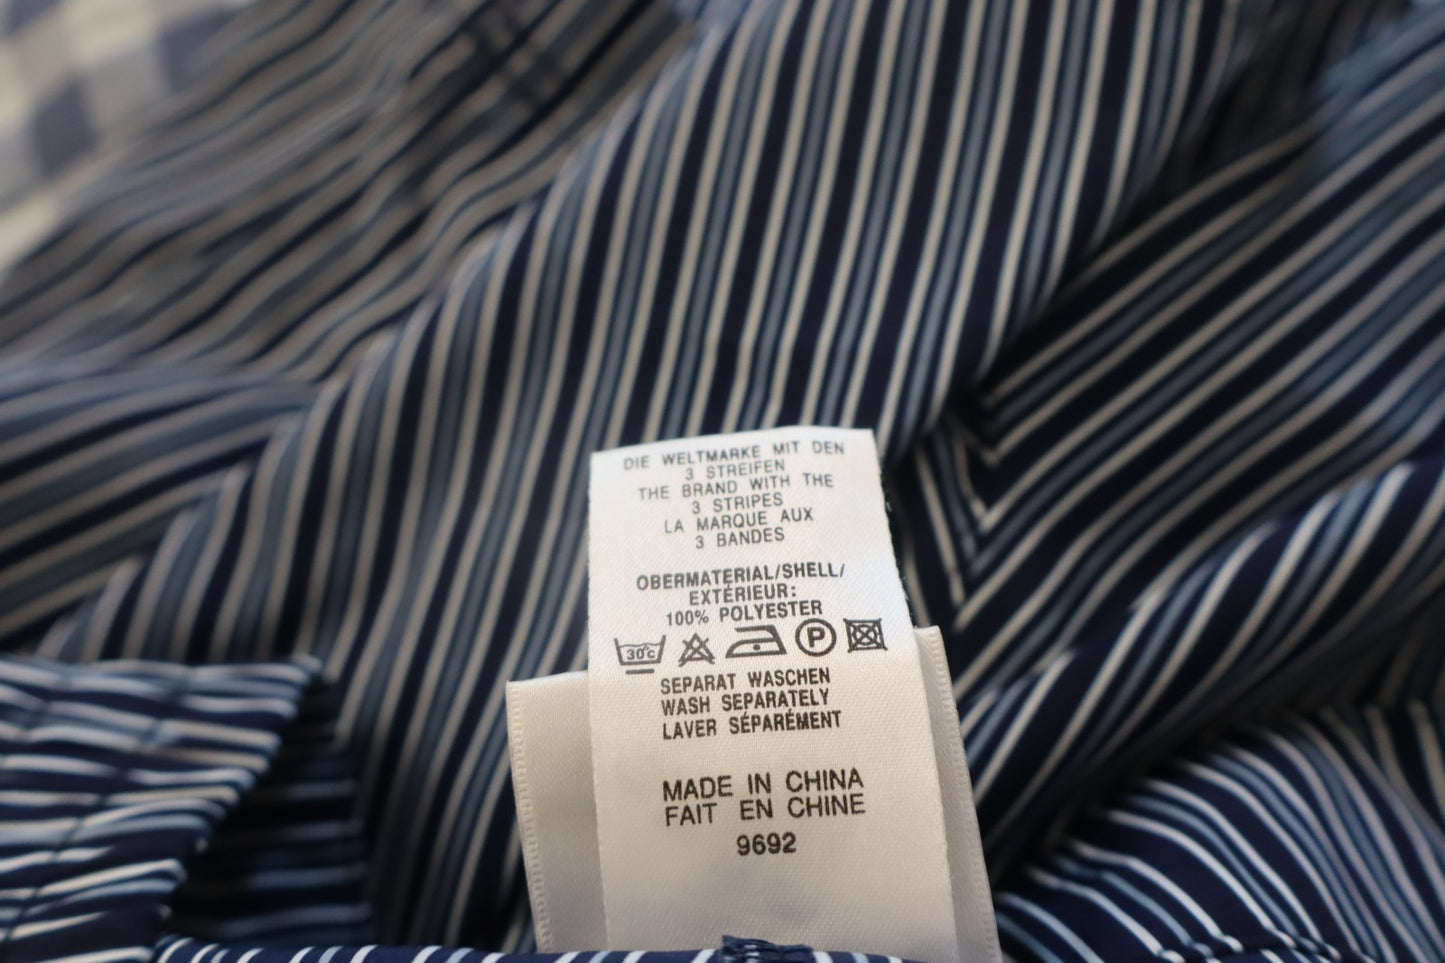 DIE WELTMARKE MIT DEN
3 STREIFEN
THE BRAND WITH THE
3 STRIPES
LA MARQUE AUX
3 BANDES
OBERMATERIAL/SHELL/
EXTÉRIEUR:
100% POLYESTER
30°C P
SEPARAT WASCHEN
WASH SEPARATELY
LAVER SÉPARÉMENT
MADE IN CHINA
FAIT EN CHINE
9692